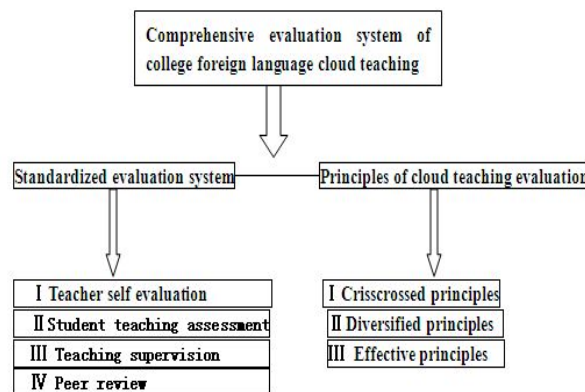 Comprehensive evaluation system of
college foreign language cloud teaching
Standardized evaluation system
Principles of cloud teaching evaluation
Ⅰ Teacher self evaluation
Ⅱ Student teaching assessment
Ⅲ Teaching supervision
Ⅳ Peer review
Ⅰ Crisscrossed principles
Ⅱ Diversified principles
Ⅲ Effective principles